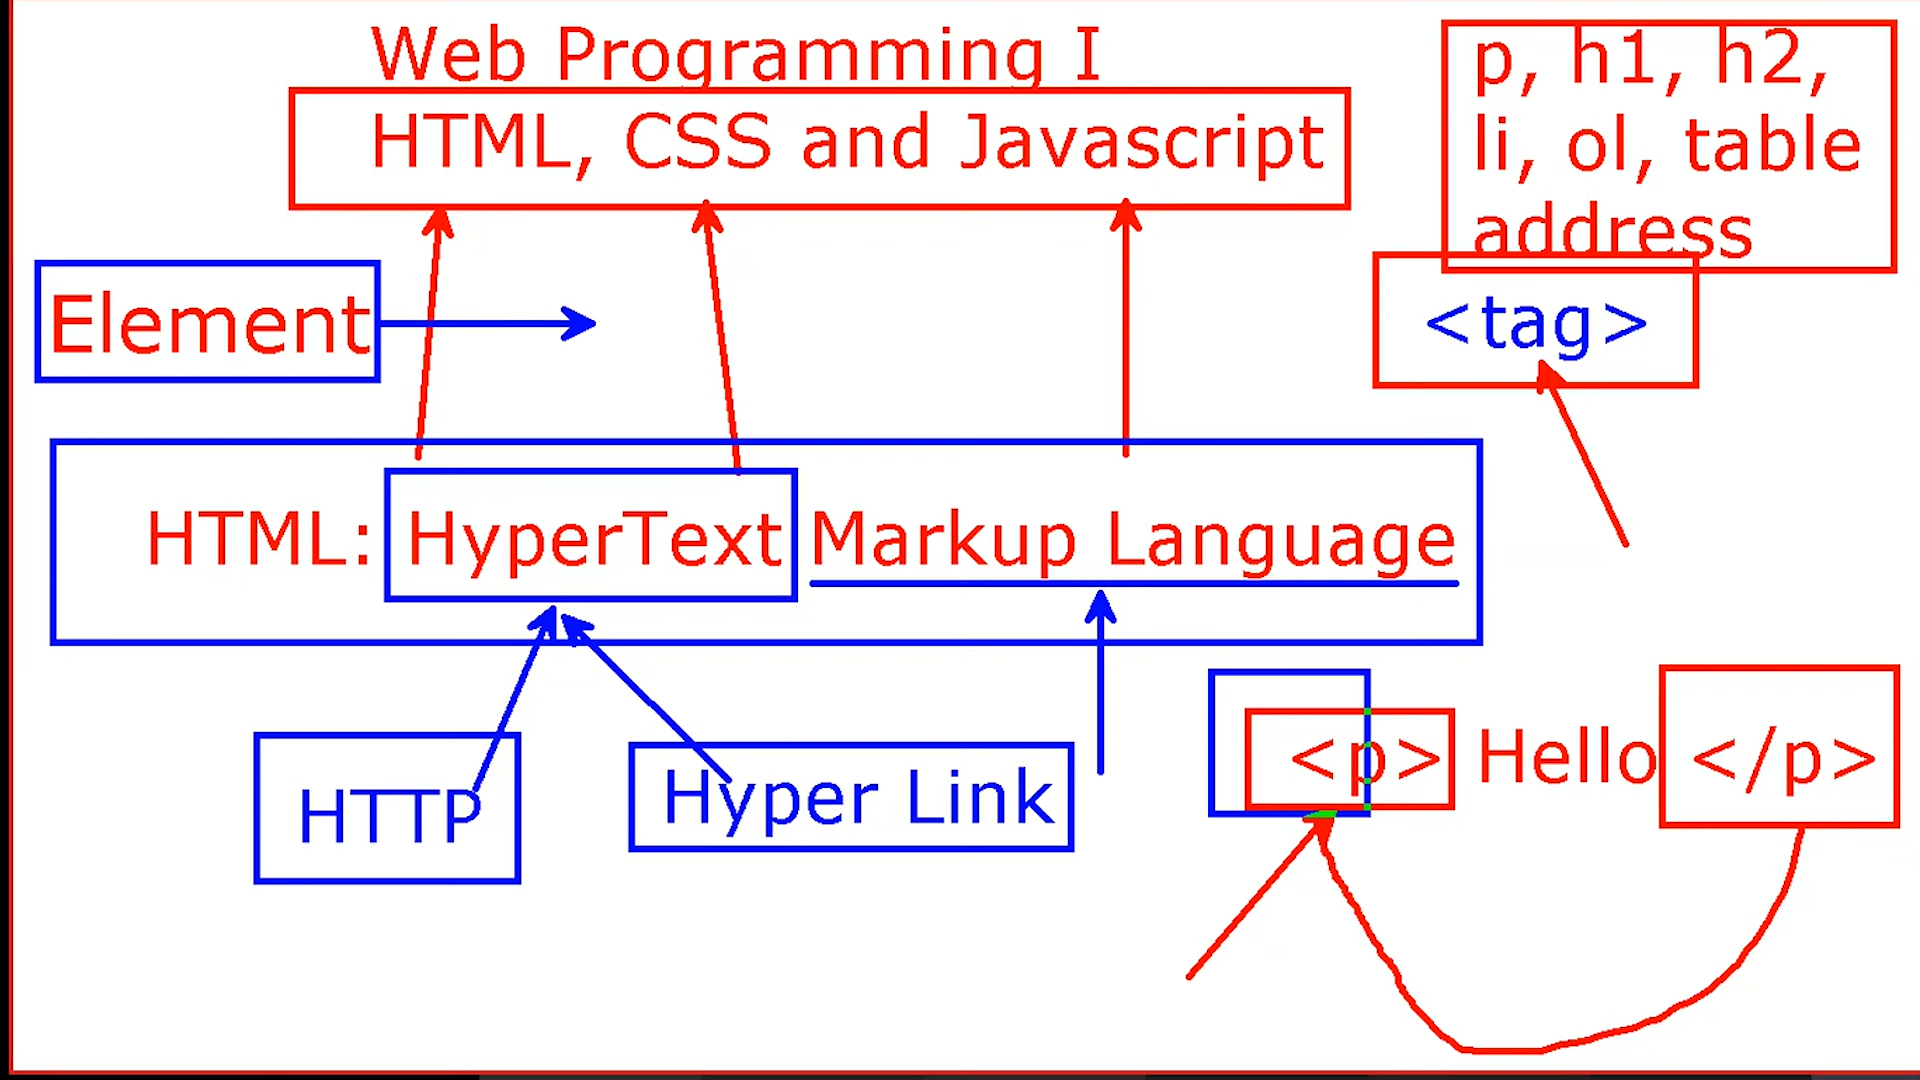 Web Programming I
HTML, CSS and Javascript
p, h1, h2,
li, ol, table
address
Element
<tag>
HTML: HyperText Markup Language
<p> Hello </p>
HTTP
Hyper Link